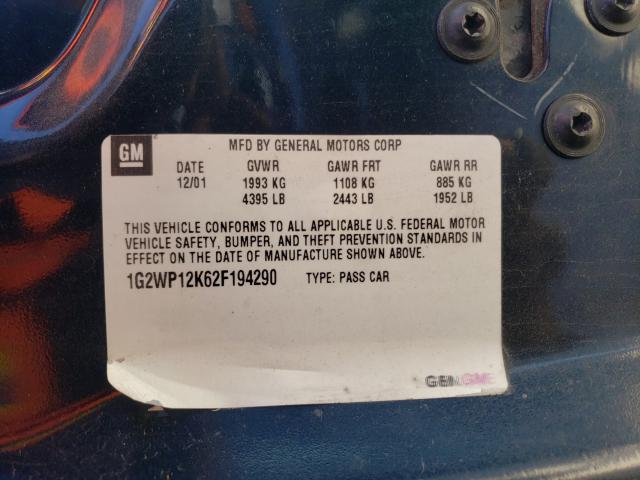 GM
MFD BY GENERAL MOTORS CORP
DATE GVWR GAWR FRT GAWR RR
12/01 1993 KG 1108 KG 885 KG
4395 LB 2443 LB 1952 LB
THIS VEHICLE CONFORMS TO ALL APPLICABLE U.S. FEDERAL MOTOR
VEHICLE SAFETY, BUMPER, AND THEFT PREVENTION STANDARDS IN
EFFECT ON THE DATE OF MANUFACTURE SHOWN ABOVE.
1G2WP12K62F194290 TYPE: PASS CAR